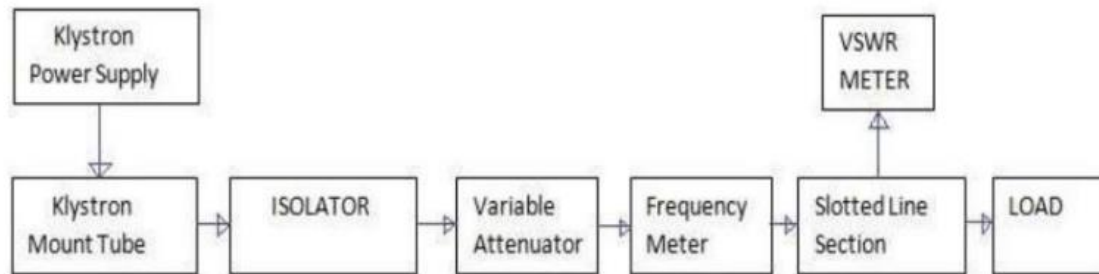 Klystron
Power Supply
VSWR
METER
Klystron
Mount Tube
ISOLATOR
Variable
Attenuator
Frequency
Meter
Slotted Line
Section
LOAD